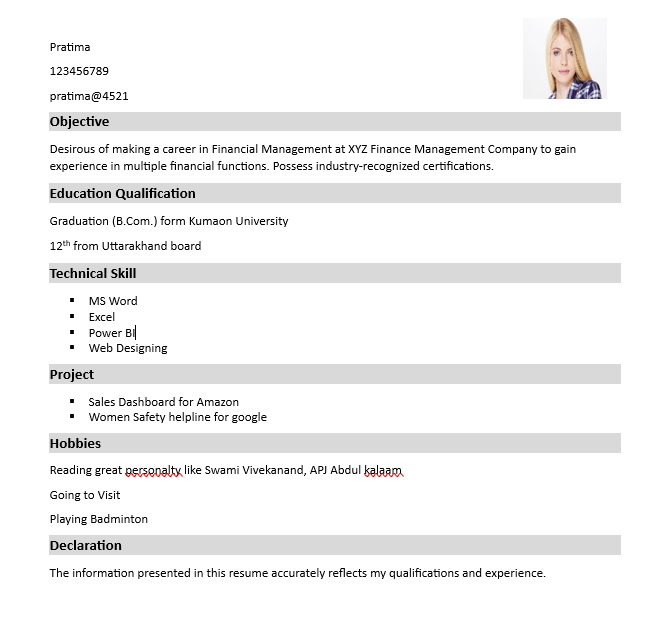 Pratima
123456789
pratima@4521
Objective
Desirous of making a career in Financial Management at XYZ Finance Management Company to gain
experience in multiple financial functions. Possess industry-recognized certifications.
Education Qualification
Graduation (B.Com.) form Kumaon University
12th from Uttarakhand board
Technical Skill
▪ MS Word
▪ Excel
▪ Power BI
▪ Web Designing
Project
▪ Sales Dashboard for Amazon
▪ Women Safety helpline for google
Hobbies
Reading great personalty like Swami Vivekanand, APJ Abdul kalaam
Going to Visit
Playing Badminton
Declaration
The information presented in this resume accurately reflects my qualifications and experience.